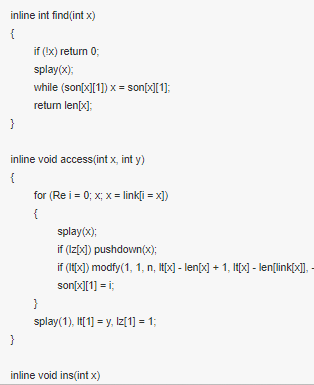 inline int find(int x)
{
if (!x) return 0;
splay(x);
while (son[x][1]) x = son[x][1];
return len[x];
}
inline void access(int x, int y)
{
for (Re i = 0; x; x = link[i = x])
{
splay(x);
if (lz[x]) pushdown(x);
if (lt[x]) modfy(1, 1, n, lt[x] - len[x] + 1, lt[x] - len[link[x]], -
son[x][1] = i;
}
splay(1), lt[1] = y, lz[1] = 1;
}
inline void ins(int x)